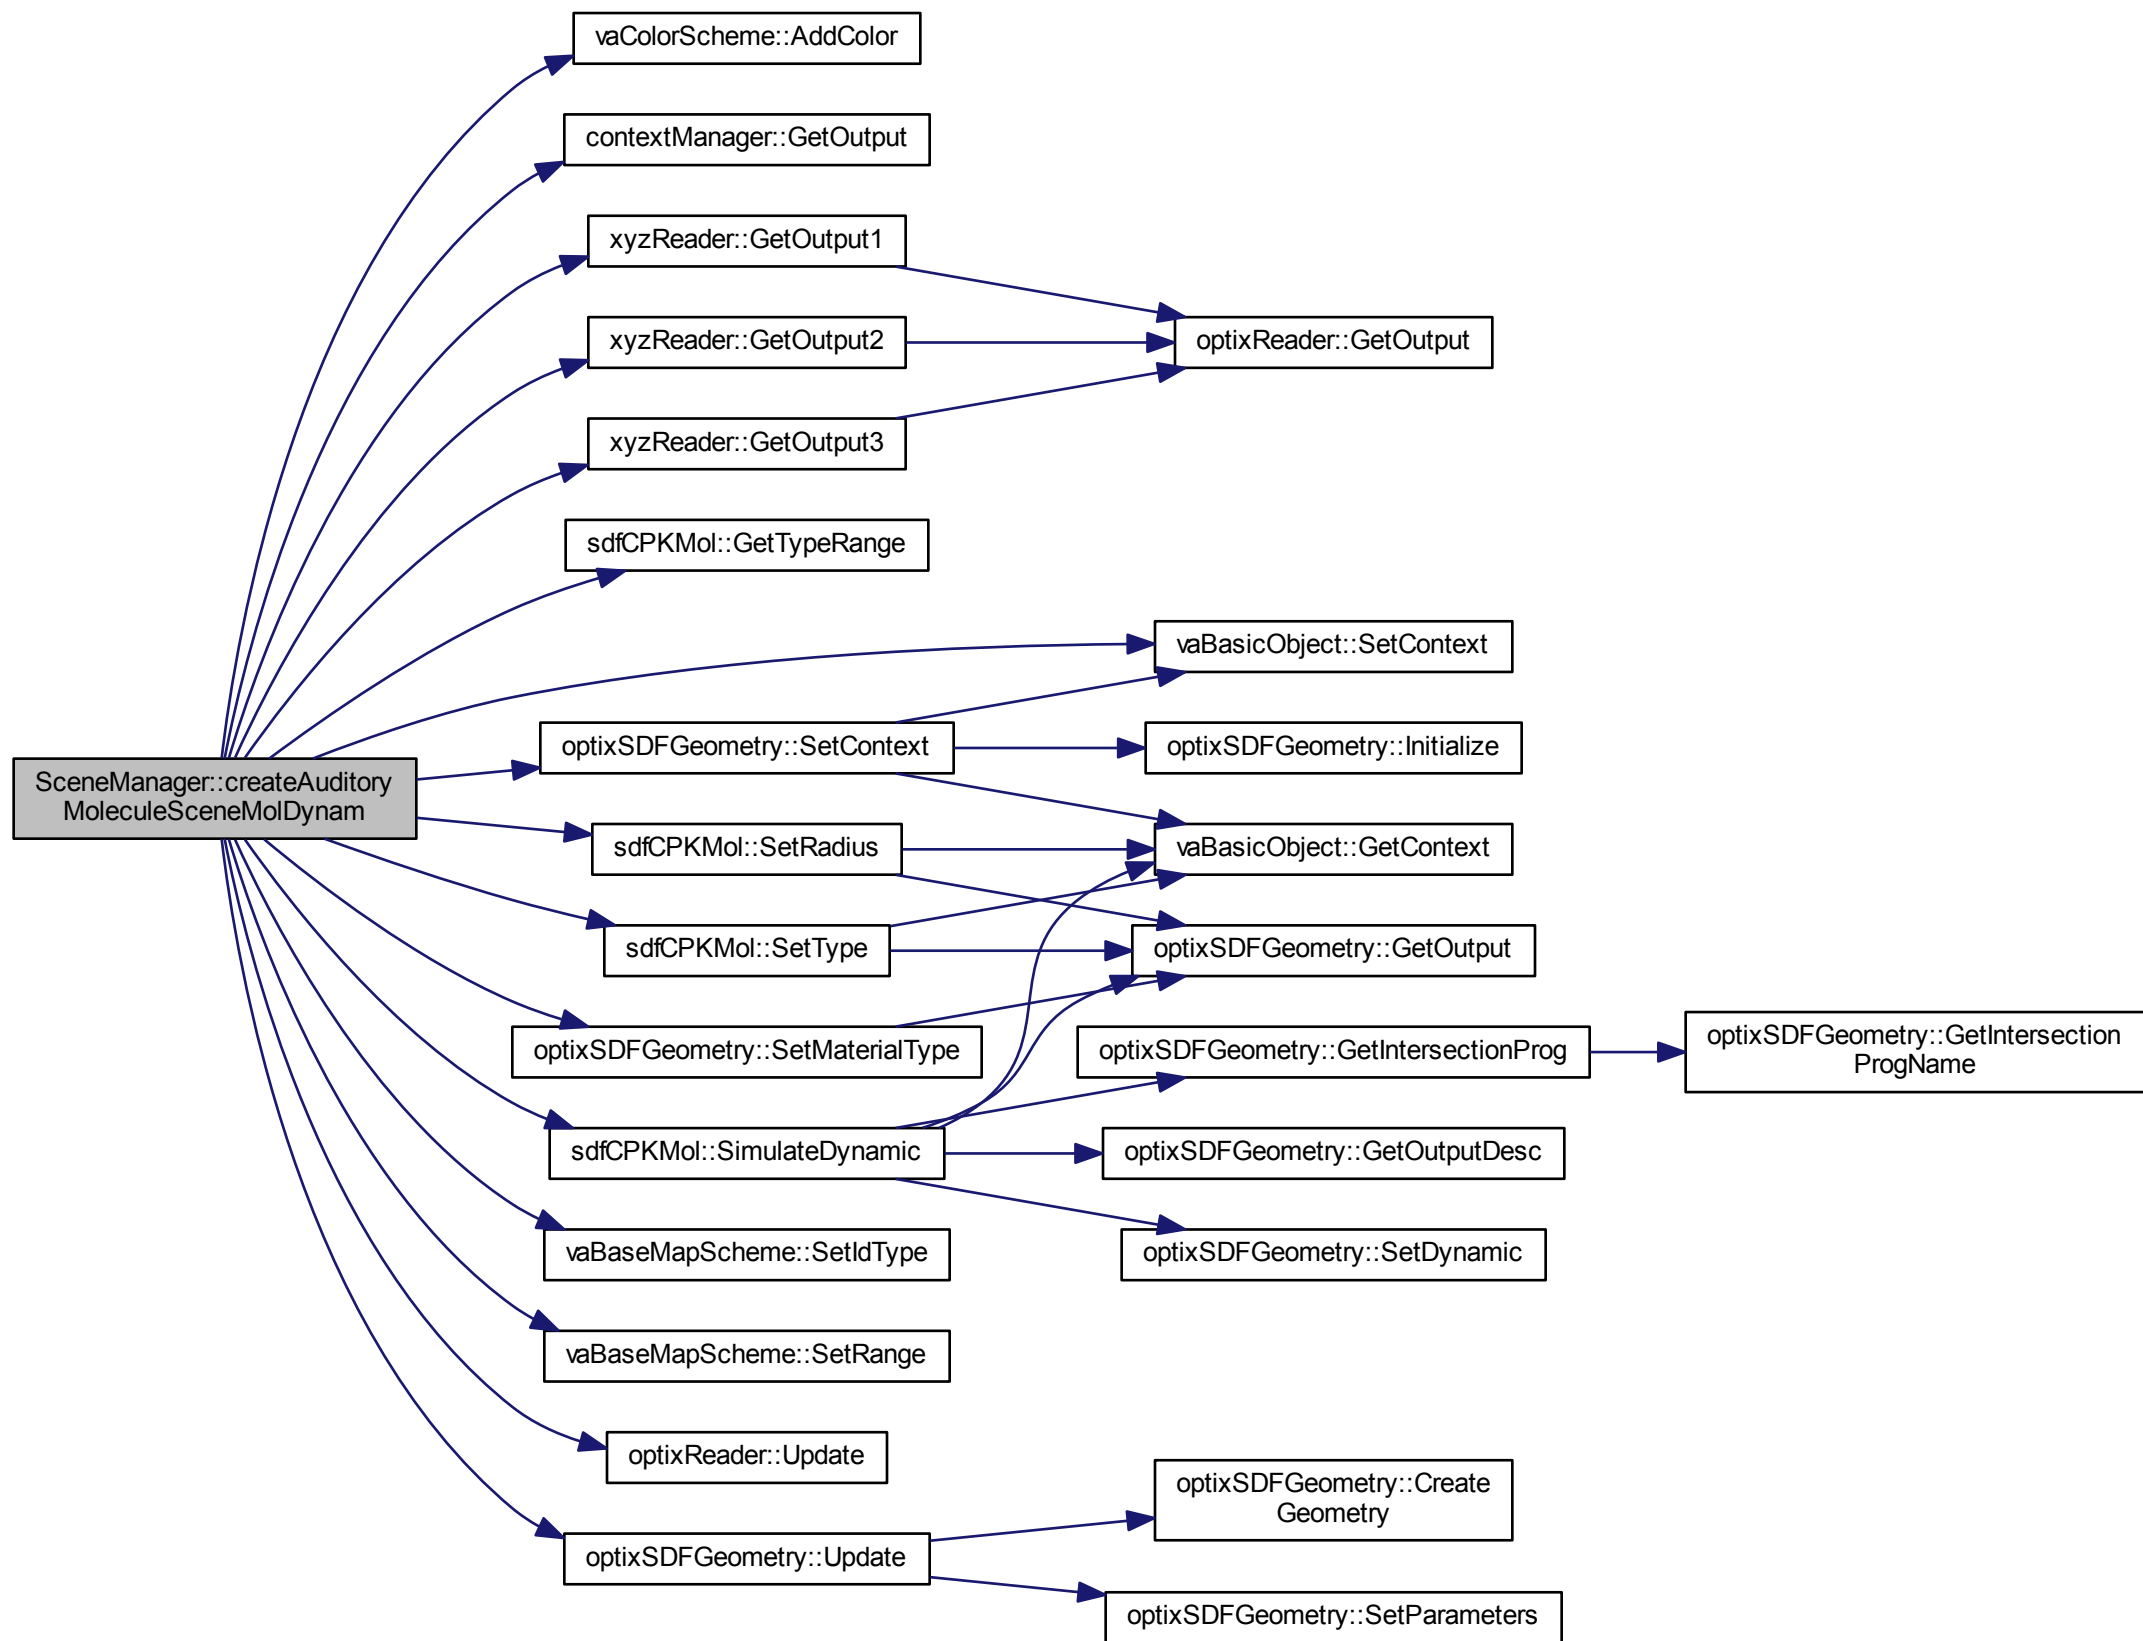 vaColorScheme::AddColor
contextManager::GetOutput
xyzReader::GetOutput1
xyzReader::GetOutput2
optixReader::GetOutput
xyzReader::GetOutput3
sdfCPKMol::GetTypeRange
vaBasicObject::SetContext
optixSDFGeometry::SetContext
optixSDFGeometry::Initialize
SceneManager::createAuditory
MoleculeSceneMolDynam
sdfCPKMol::SetRadius
vaBasicObject::GetContext
sdfCPKMol::SetType
optixSDFGeometry::GetOutput
optixSDFGeometry::SetMaterialType
optixSDFGeometry::GetIntersectionProg
optixSDFGeometry::GetIntersection
ProgName
sdfCPKMol::SimulateDynamic
optixSDFGeometry::GetOutputDesc
vaBaseMapScheme::SetIdType
optixSDFGeometry::SetDynamic
vaBaseMapScheme::SetRange
optixReader::Update
optixSDFGeometry::Create
Geometry
optixSDFGeometry::Update
optixSDFGeometry::SetParameters